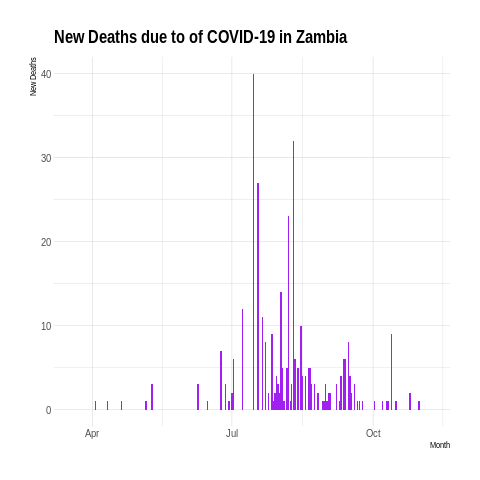 New Deaths due to of COVID-19 in Zambia
New Deaths
40
30
20
10
0
Apr
Jul
Oct
Month